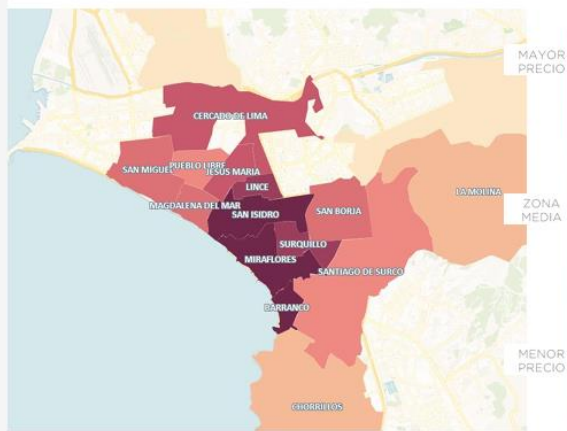 MAYOR
PRECIO
CERCADO DE LIMA
PUEBLO LIBRE
SAN MIGUEL
JESUS MARIA
LINCE
LA MOLINA
MAGDALENA DEL MAR
SAN ISIDRO
SAN BORJA
ZONA
MEDIA
SURQUILLO
MIRAFLORES
SANTIAGO DE SURCO
BARRANCO
MENOR
PRECIO
CHORRILLOS